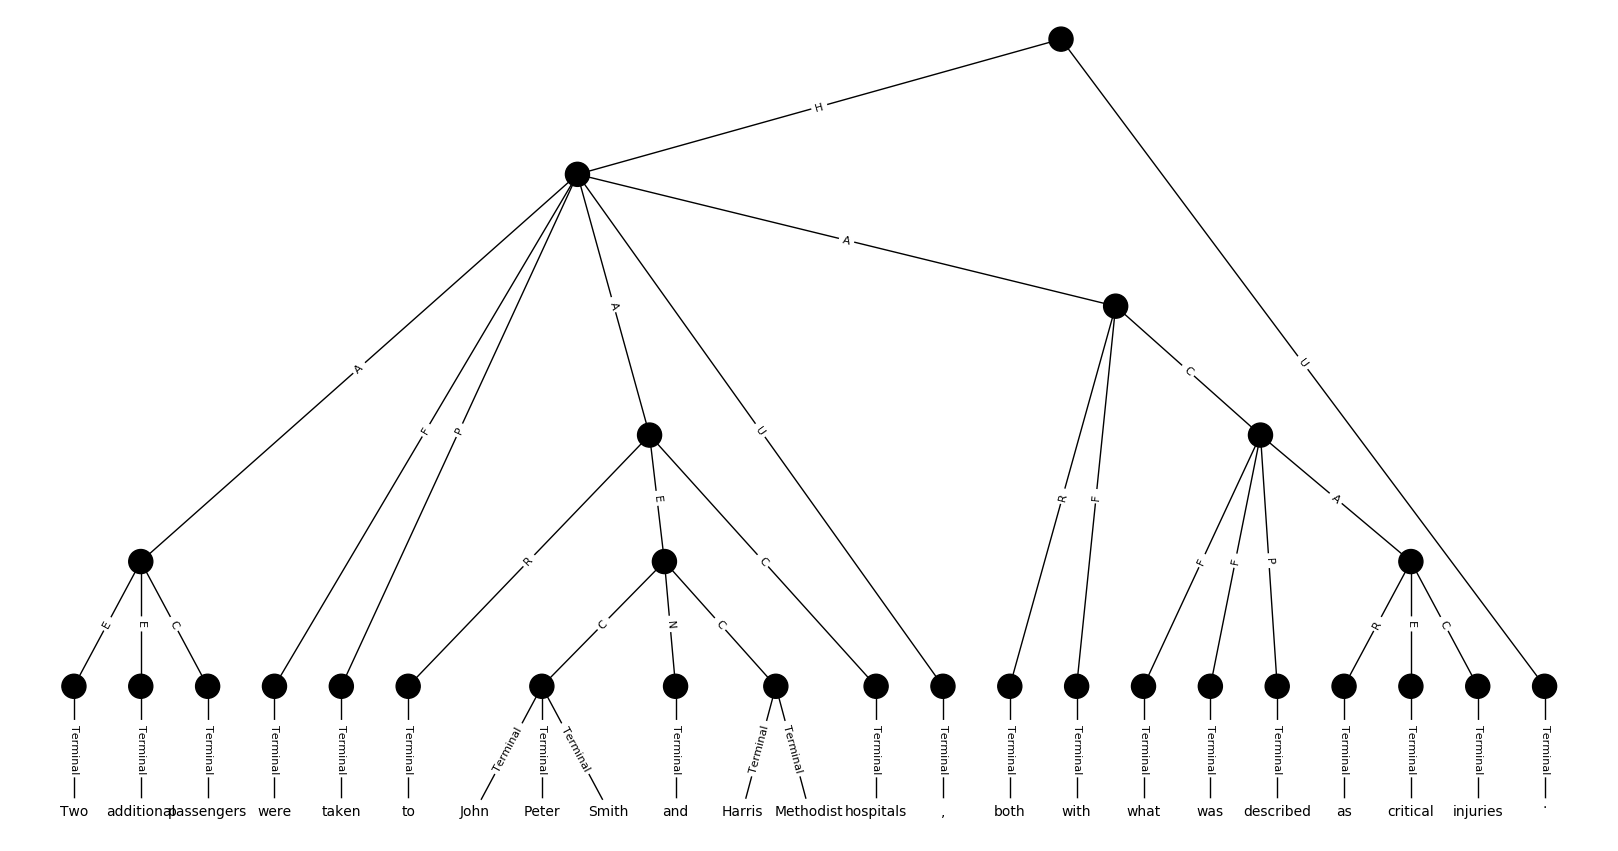 H
A
A
A
U
A
F
P
U
C
R
F
E
A
R
C
F
F
P
E
E
C
C
N
C
R
E
C
Terminal Terminal Terminal Terminal Terminal Terminal Terminal Terminal Terminal Terminal Terminal Terminal Terminal Terminal Terminal Terminal Terminal Terminal Terminal Terminal Terminal Terminal Terminal
Two additional passengers were taken to John Peter Smith and Harris Methodist hospitals , both with what was described as critical injuries .